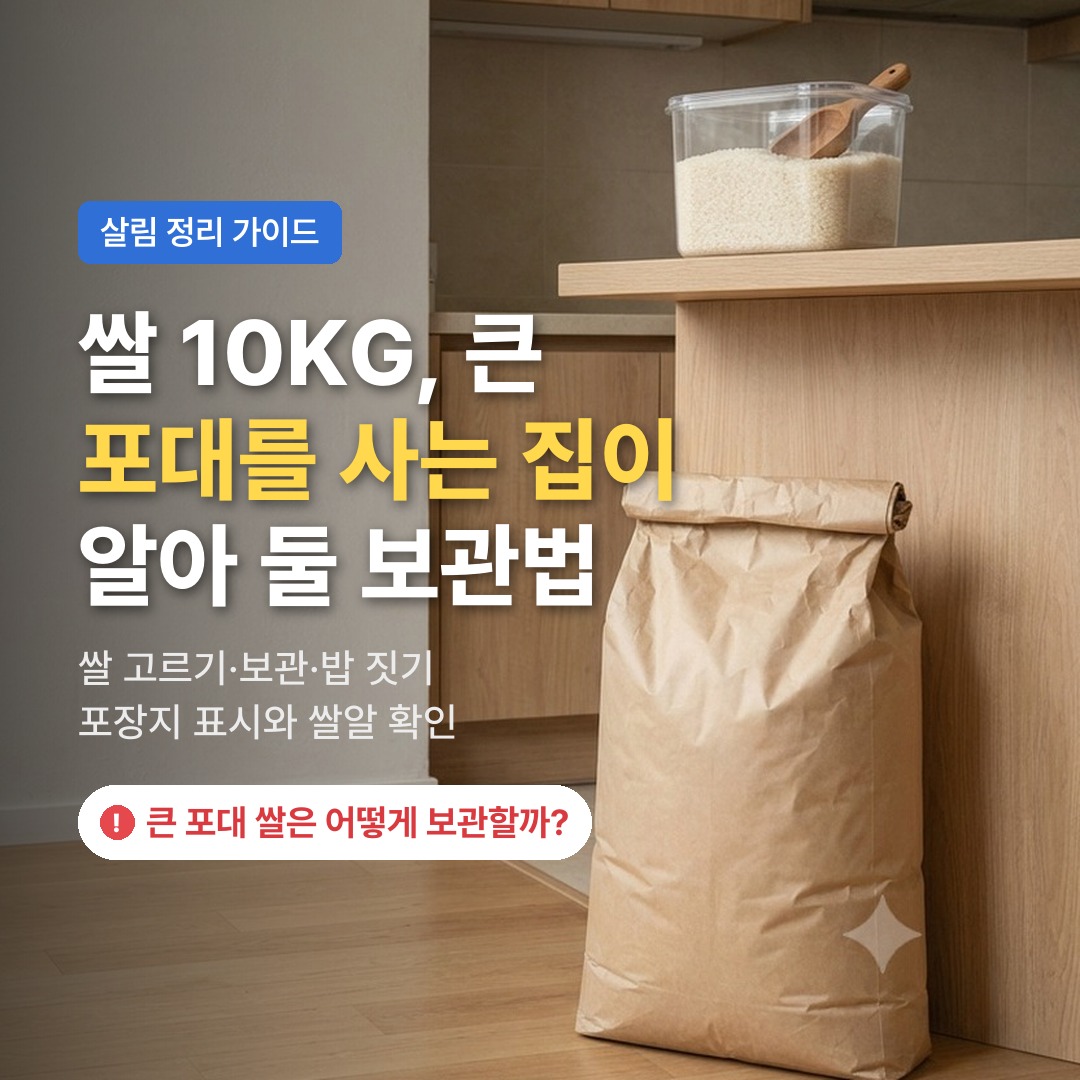 살림 정리 가이드
쌀 10KG, 큰
포대를 사는 집이
알아 둘 보관법
쌀 고르기·보관·밥 짓기
포장지 표시와 쌀알 확인
! 큰 포대 쌀은 어떻게 보관할까?